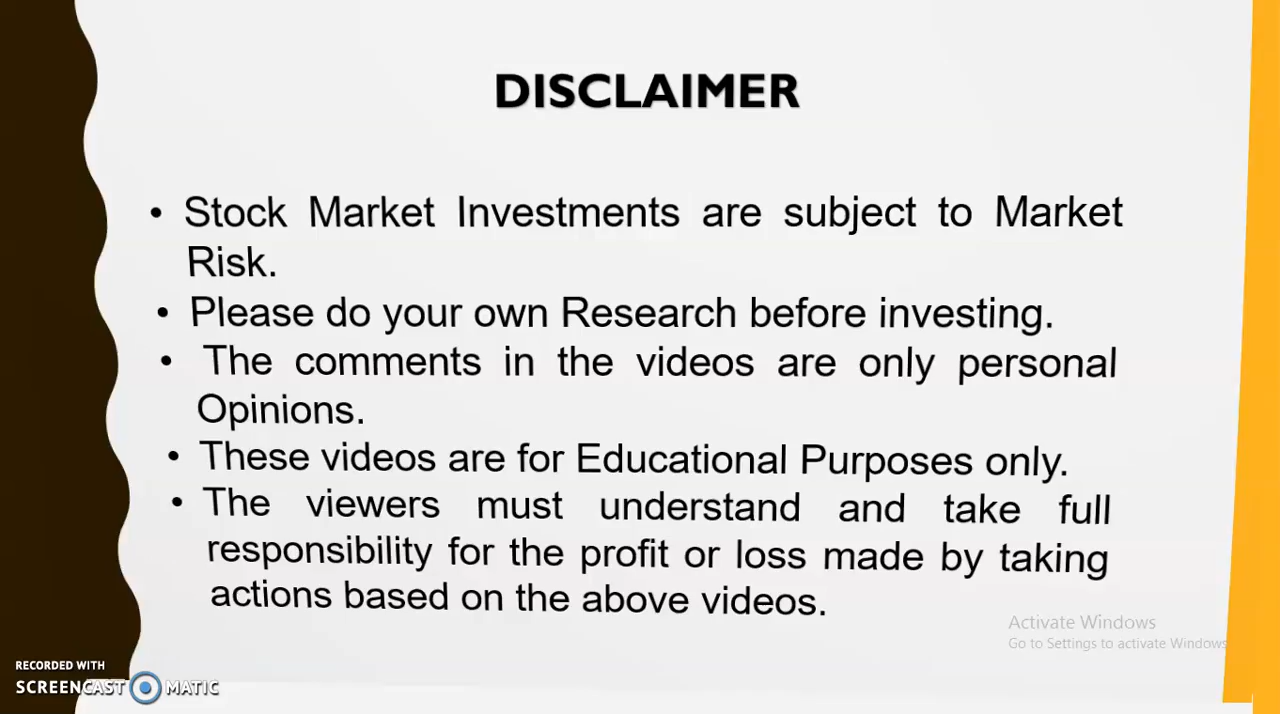 DISCLAIMER
• Stock Market Investments are subject to Market
Risk.
• Please do your own Research before investing.
• The comments in the videos are only personal
Opinions.
• These videos are for Educational Purposes only.
• The viewers must understand and take full
responsibility for the profit or loss made by taking
actions based on the above videos.
Activate Windows
Go to Settings to activate Windows
RECORDED WITH
SCREENCAST MATIC